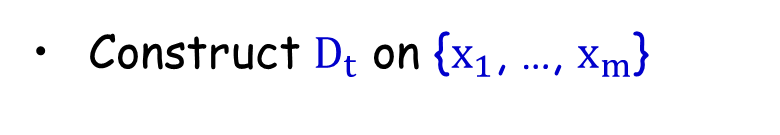 • Construct Dₜ on {x₁, …, xₘ}